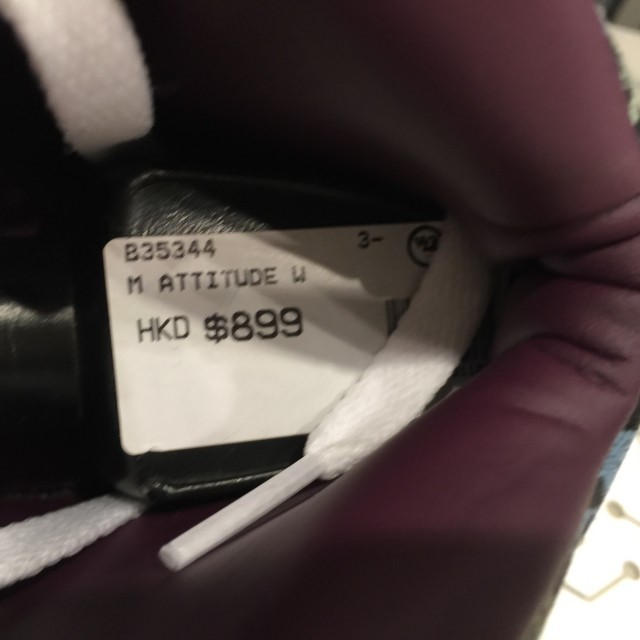 B35344 3-
M ATTITUDE W
HKD $899